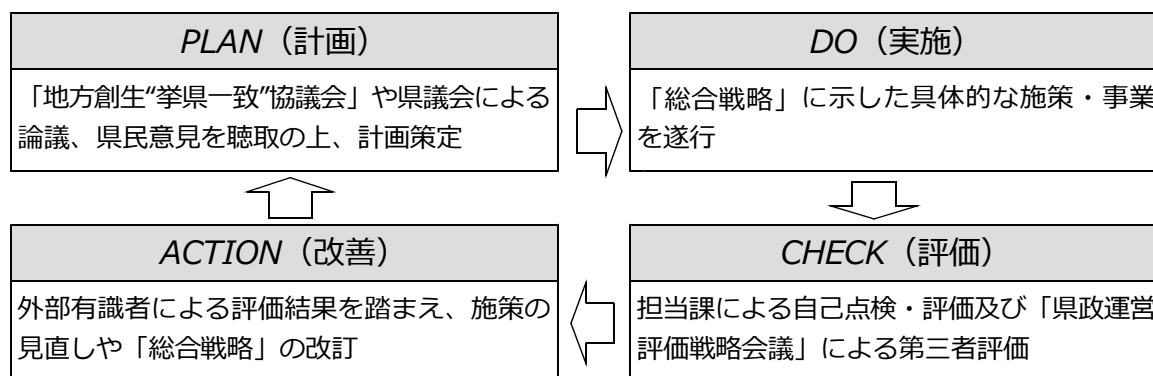 PLAN（計画）
「地方創生“挙県一致”協議会」や県議会による
論議、県民意見を聴取の上、計画策定
DO（実施）
「総合戦略」に示した具体的な施策・事業
を遂行
ACTION（改善）
外部有識者による評価結果を踏まえ、施策の
見直しや「総合戦略」の改訂
CHECK（評価）
担当課による自己点検・評価及び「県政運営
評価戦略会議」による第三者評価